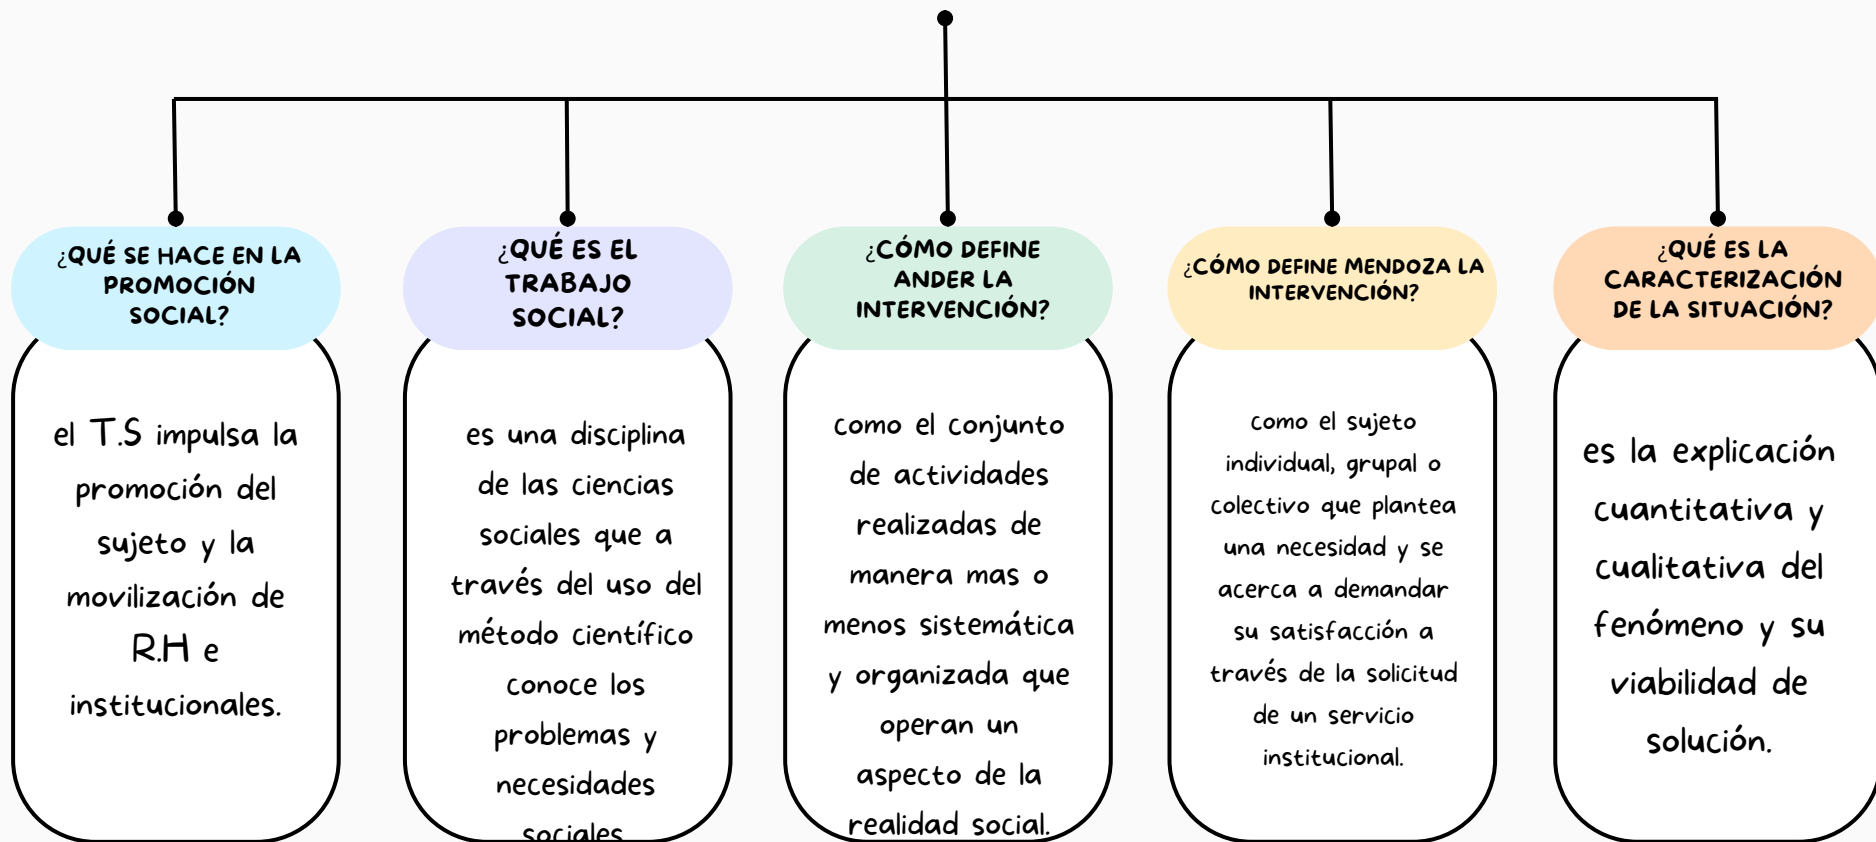 ¿QUÉ SE HACE EN LA
PROMOCIÓN
SOCIAL?
el T.S impulsa la
promoción del
sujeto y la
movilización de
R.H e
institucionales.
¿QUÉ ES EL
TRABAJO
SOCIAL?
es una disciplina
de las ciencias
sociales que a
través del uso del
método científico
conoce los
problemas y
necesidades
sociales
¿CÓMO DEFINE
ANDER LA
INTERVENCIÓN?
como el conjunto
de actividades
realizadas de
manera mas o
menos sistemática
y organizada que
operan un
aspecto de la
realidad social.
¿CÓMO DEFINE MENDOZA LA
INTERVENCIÓN?
como el sujeto
individual, grupal o
colectivo que plantea
una necesidad y se
acerca a demandar
su satisfacción a
través de la solicitud
de un servicio
institucional.
¿QUÉ ES LA
CARACTERIZACIÓN
DE LA SITUACIÓN?
es la explicación
cuantitativa y
cualitativa del
fenómeno y su
viabilidad de
solución.